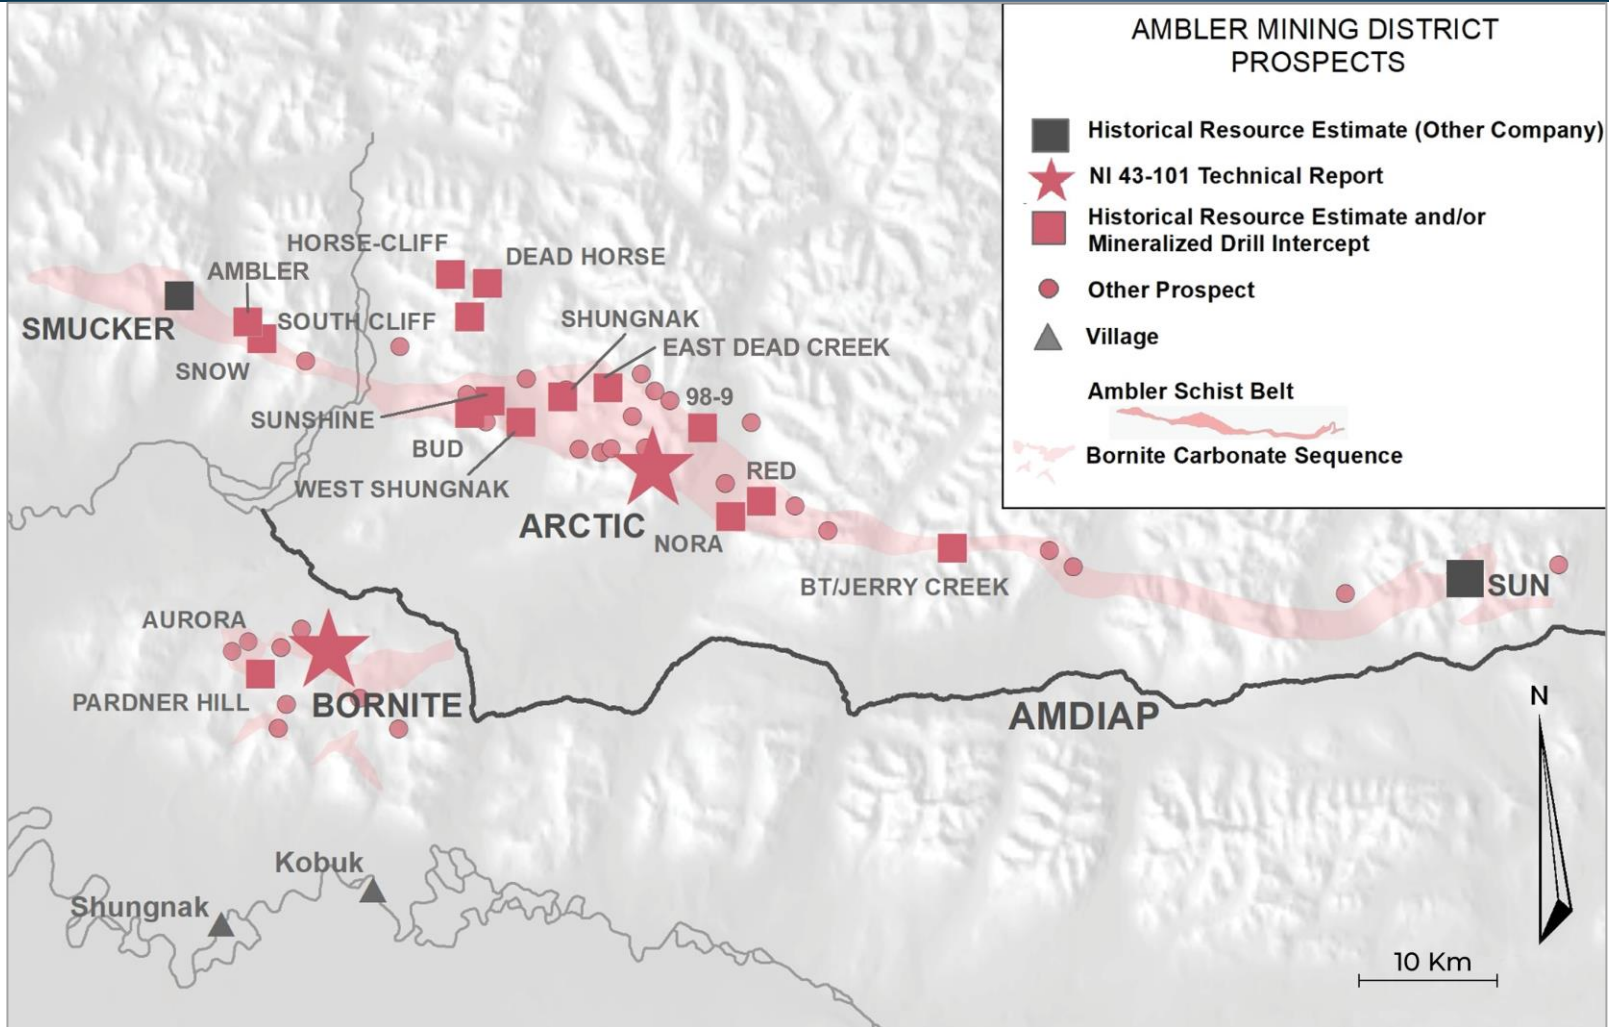 AMBLER MINING DISTRICT
PROSPECTS
Historical Resource Estimate (Other Company)
NI 43-101 Technical Report
Historical Resource Estimate and/or
Mineralized Drill Intercept
Other Prospect
Village
Ambler Schist Belt
Bornite Carbonate Sequence
HORSE-CLIFF
DEAD HORSE
AMBLER
SMUCKER
SOUTH CLIFF
SHUNGNAK
EAST DEAD CREEK
SNOW
98-9
SUNSHINE
BUD
WEST SHUNGNAK
RED
ARCTIC
NORA
BT/JERRY CREEK
SUN
AURORA
PARDNER HILL
BORNITE
AMDIAP
N
Kobuk
Shungnak
10 Km